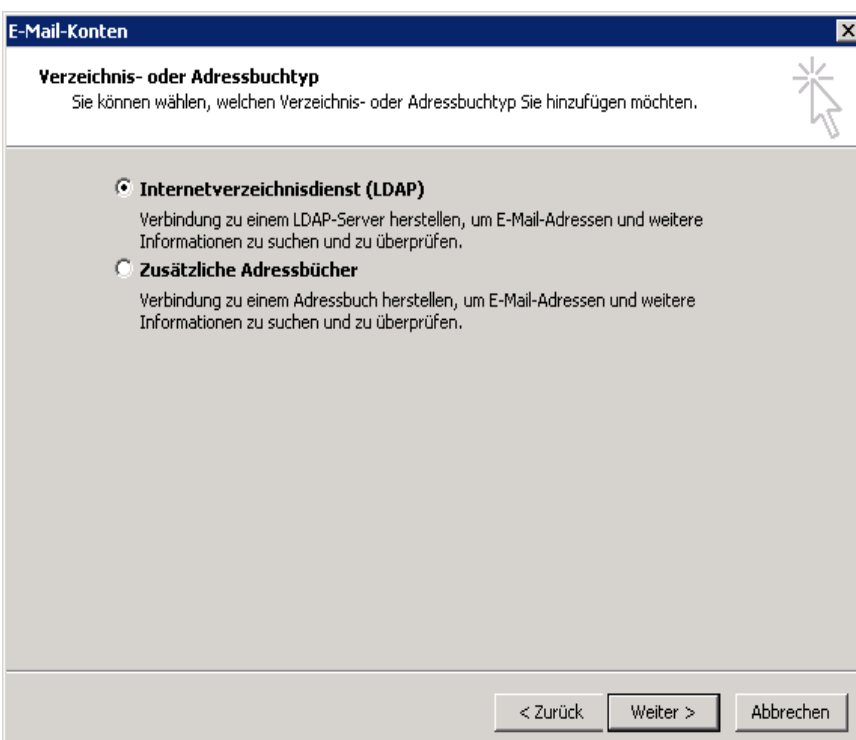 E-Mail-Konten
Verzeichnis- oder Adressbuchtyp
Sie können wählen, welchen Verzeichnis- oder Adressbuchtyp Sie hinzufügen möchten.
Internetverzeichnisdienst (LDAP)
Verbindung zu einem LDAP-Server herstellen, um E-Mail-Adressen und weitere
Informationen zu suchen und zu überprüfen.
Zusätzliche Adressbücher
Verbindung zu einem Adressbuch herstellen, um E-Mail-Adressen und weitere
Informationen zu suchen und zu überprüfen.
< Zurück Weiter > Abbrechen